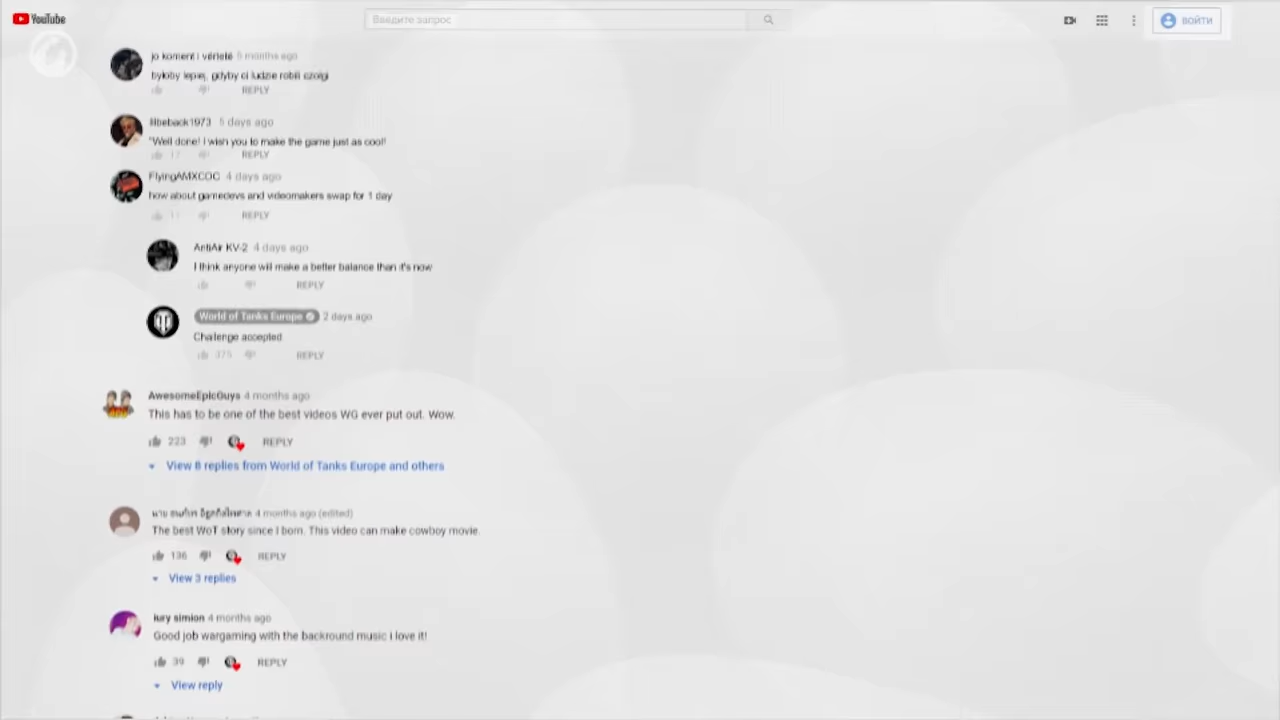 YouTube
Введите запрос
ВОЙТИ
jo koment i vërtetë 5 months ago
byłoby lepiej, gdyby ci ludzie robili czołgi
REPLY
Illbeback1973 5 days ago
"Well done! I wish you to make the game just as cool!
17 REPLY
FlyingAMXCOC 4 days ago
how about gamedevs and videomakers swap for 1 day
11 REPLY
AntiAir KV-2 4 days ago
I think anyone will make a better balance than it's now
REPLY
World of Tanks Europe 2 days ago
Challenge accepted
375 REPLY
AwesomeEpicGuys 4 months ago
This has to be one of the best videos WG ever put out. Wow.
223 REPLY
View 8 replies from World of Tanks Europe and others
นาย 4 months ago (edited)
The best WoT story since I born. This video can make cowboy movie.
136 REPLY
View 3 replies
iury simion 4 months ago
Good job wargaming with the backround music i love it!
39 REPLY
View reply